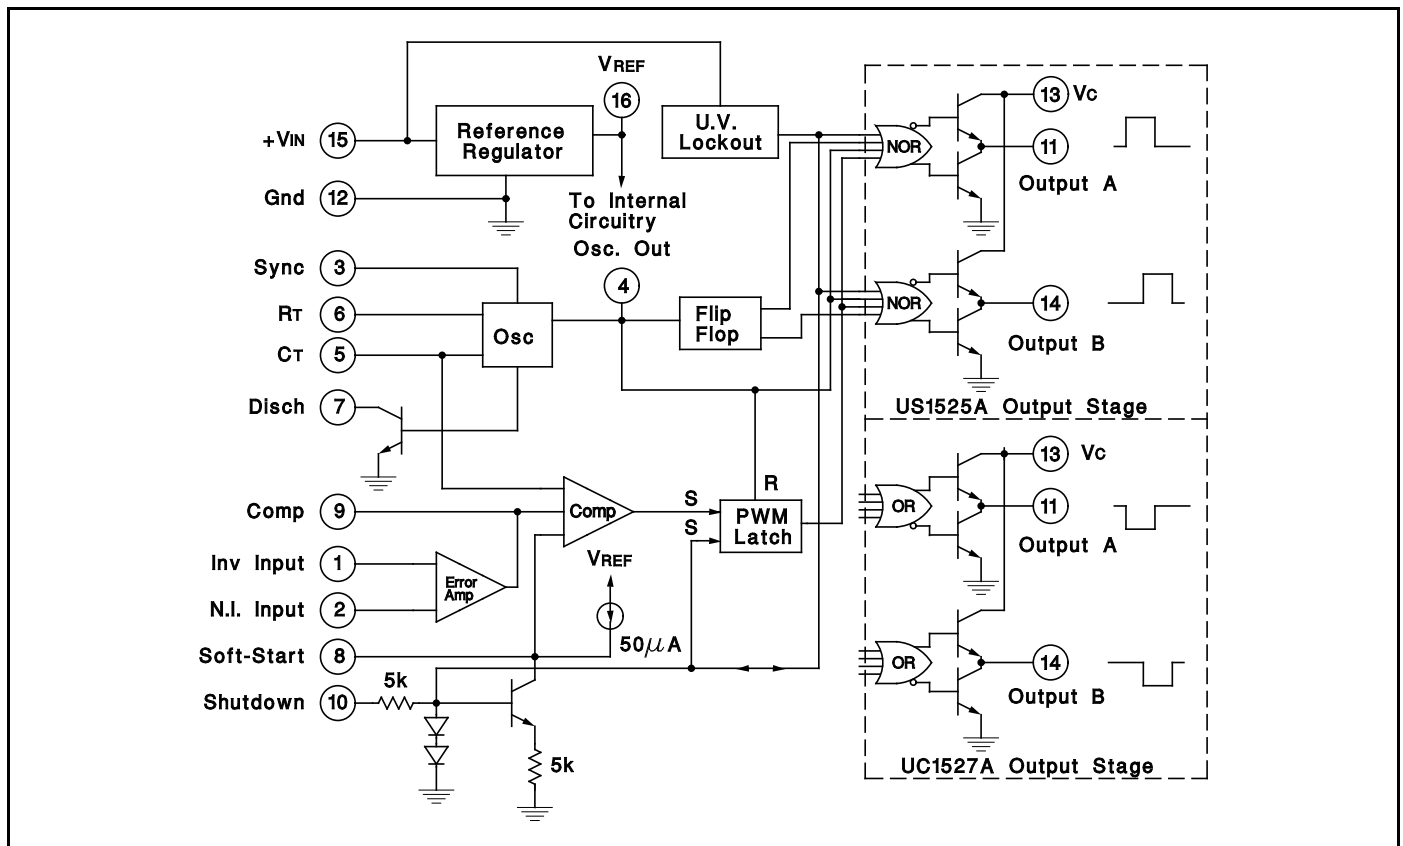 VREF
16
+VIN 15
Reference
Regulator
U.V.
Lockout
Gnd 12
To Internal
Circuitry
Osc. Out
4
Sync 3
RT 6
CT 5
Osc
Flip
Flop
Disch 7
Comp 9
Comp
Inv Input 1
N.I. Input 2
Error
Amp
Soft-Start 8
Shutdown 10
5k
5k
VREF
50μA
S
S
R
PWM
Latch
NOR
13 VC
11
Output A
NOR
14
Output B
US1525A Output Stage
OR
13 VC
11
Output A
OR
14
Output B
UC1527A Output Stage